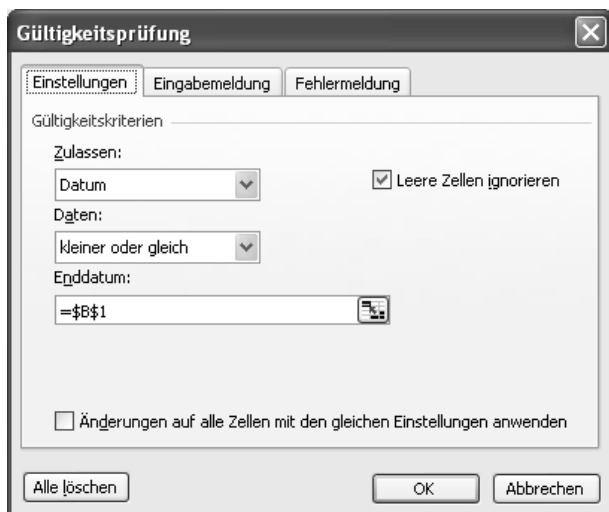 Gültigkeitsprüfung
Einstellungen Eingabemeldung Fehlermeldung
Gültigkeitskriterien
Zulassen:
Datum Leere Zellen ignorieren
Daten:
kleiner oder gleich
Enddatum:
=$B$1
Änderungen auf alle Zellen mit den gleichen Einstellungen anwenden
Alle löschen OK Abbrechen